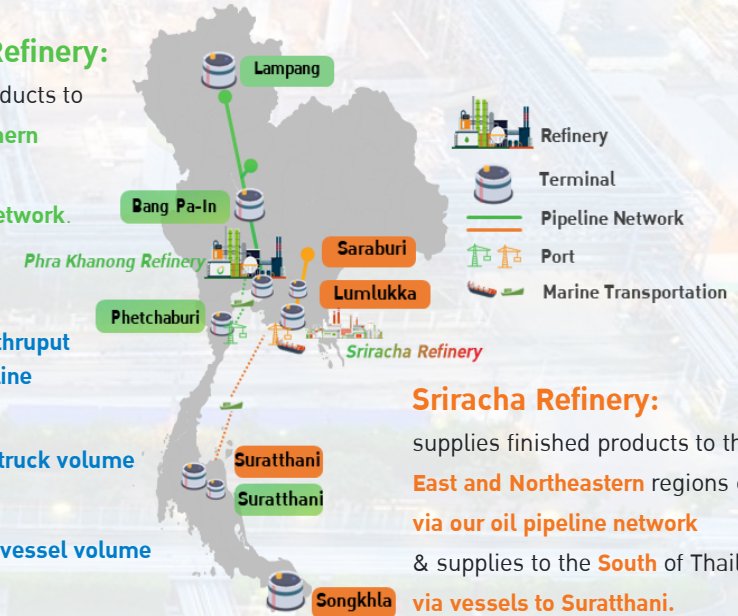 Refinery:
ducts to
hern
etwork.
thruput
line
truck volume
vessel volume
Lampang
Bang Pa-In
Phra Khanong Refinery
Phetchaburi
Saraburi
Lumlukka
Sriracha Refinery
Suratthani
Suratthani
Songkhla
Refinery
Terminal
Pipeline Network
Port
Marine Transportation
Sriracha Refinery:
supplies finished products to th
East and Northeastern regions
via our oil pipeline network
& supplies to the South of Thail
via vessels to Suratthani.